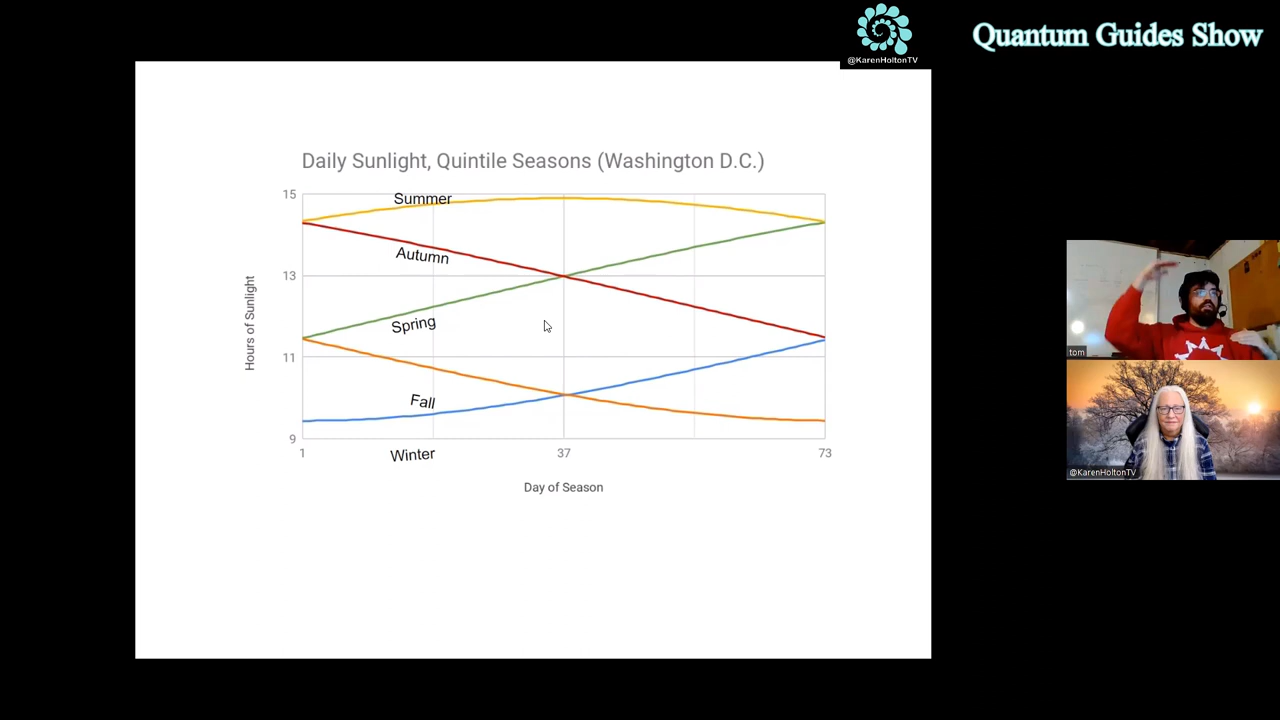 Quantum Guides Show
@KarenHoltonTV
Daily Sunlight, Quintile Seasons (Washington D.C.)
Hours of Sunlight
15
13
11
9
Summer
Autumn
Spring
Fall
Winter
1
37
73
Day of Season
tom
@KarenHoltonTV